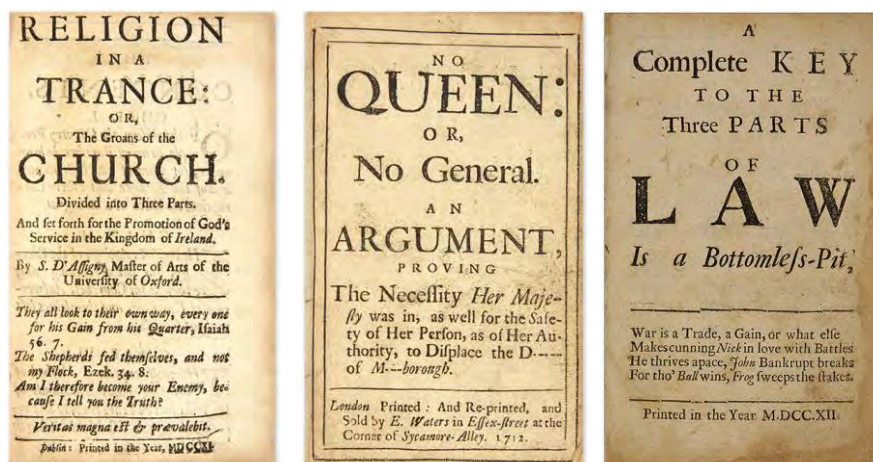 RELIGION
IN A
TRANCE:
OR,
The Groans of the
CHURCH.
Divided into Three Parts.
And ſet forth for the Promotion of God's
Service in the Kingdom of Ireland.
By S. D'Aſſigny, Maſter of Arts of the
Univerſity of Oxford.
They all look to their own way, every one
for his Gain from his Quarter, Iſaiah
56. 7.
The Shepherds fed themſelves, and not
my Flock, Ezek. 34. 8.
Am I therefore become your Enemy, be-
cauſe I tell you the Truth?
Veritas magna eſt & prævalebit.
Dublin: Printed in the Year, MDCCXI
NO
QUEEN:
OR,
No General.
AN
ARGUMENT,
PROVING
The Neceſſity Her Maje-
ſty was in, as well for the Safe-
ty of Her Perſon, as of Her Au-
thority, to Diſplace the D-----
of M---borough.
London Printed: And Re-printed, and
Sold by E. Waters in Eſſex-ſtreet at the
Corner of Sycamore-Alley. 1712.
A
Complete KEY
TO THE
Three PARTS
OF
LAW
Is a Bottomleſs-Pit,
War is a Trade, a Gain, or what elſe
Makes cunning Nick in love with Battles
He thrives apace, John Bankrupt breaks
For tho' Bull wins, Frog ſweeps the ſtakes.
Printed in the Year M.DCC.XII